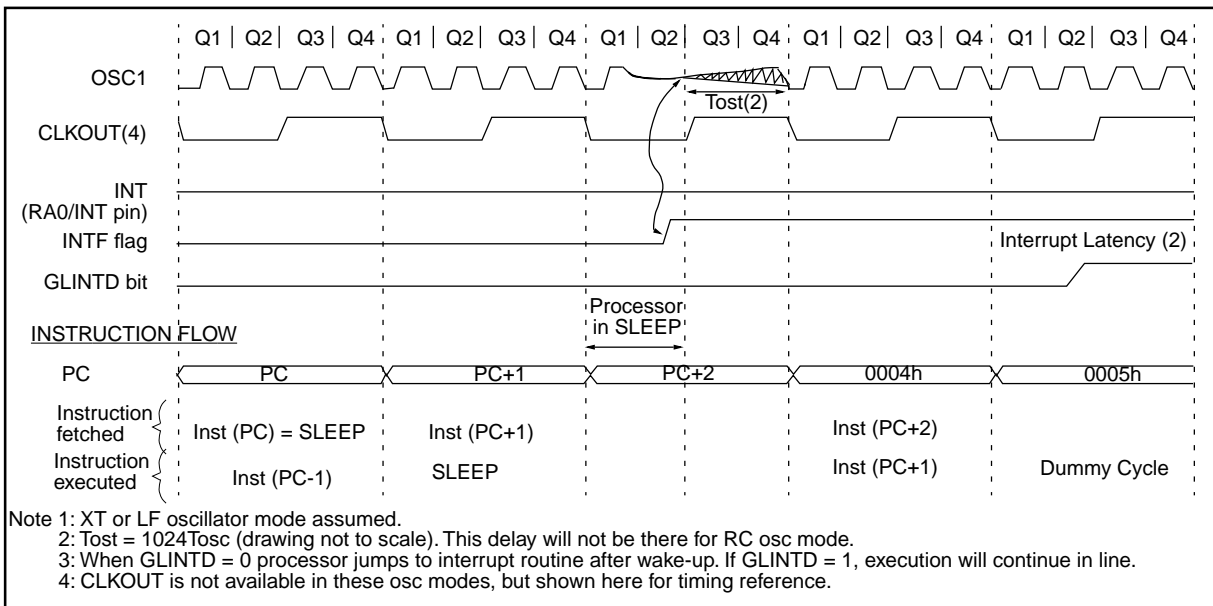 Q1 | Q2 | Q3 | Q4 | Q1 | Q2 | Q3 | Q4 | Q1 | Q2 | Q3 | Q4 | Q1 | Q2 | Q3 | Q4 | Q1 | Q2 | Q3 | Q4
OSC1
Tost(2)
CLKOUT(4)
INT
(RA0/INT pin)
INTF flag
Interrupt Latency (2)
GLINTD bit
Processor
in SLEEP
INSTRUCTION FLOW
PC PC PC+1 PC+2 0004h 0005h
Instruction
fetched
Inst (PC) = SLEEP Inst (PC+1) Inst (PC+2)
Instruction
executed
Inst (PC-1) SLEEP Inst (PC+1) Dummy Cycle
Note 1: XT or LF oscillator mode assumed.
2: Tost = 1024Tosc (drawing not to scale). This delay will not be there for RC osc mode.
3: When GLINTD = 0 processor jumps to interrupt routine after wake-up. If GLINTD = 1, execution will continue in line.
4: CLKOUT is not available in these osc modes, but shown here for timing reference.